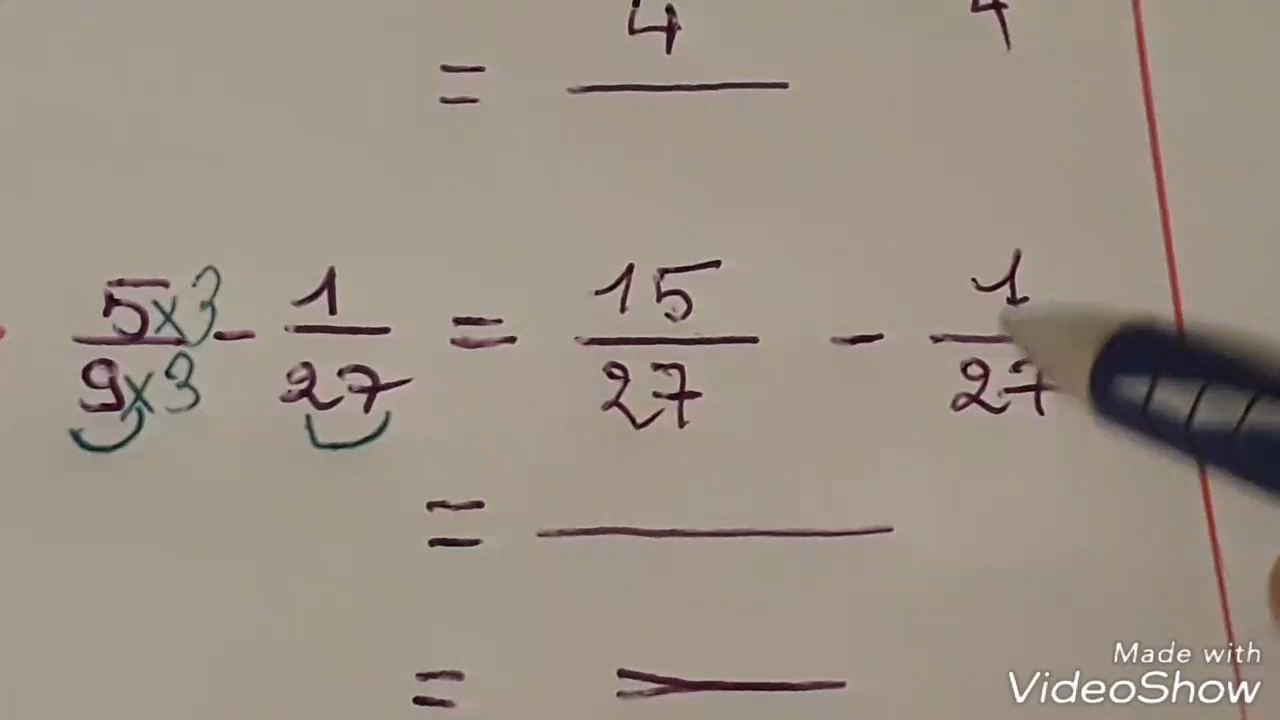 4 4
= ―
5x3/9x3 - 1/27 = 15/27 - 1/27
= ―
= ―
Made with
VideoShow